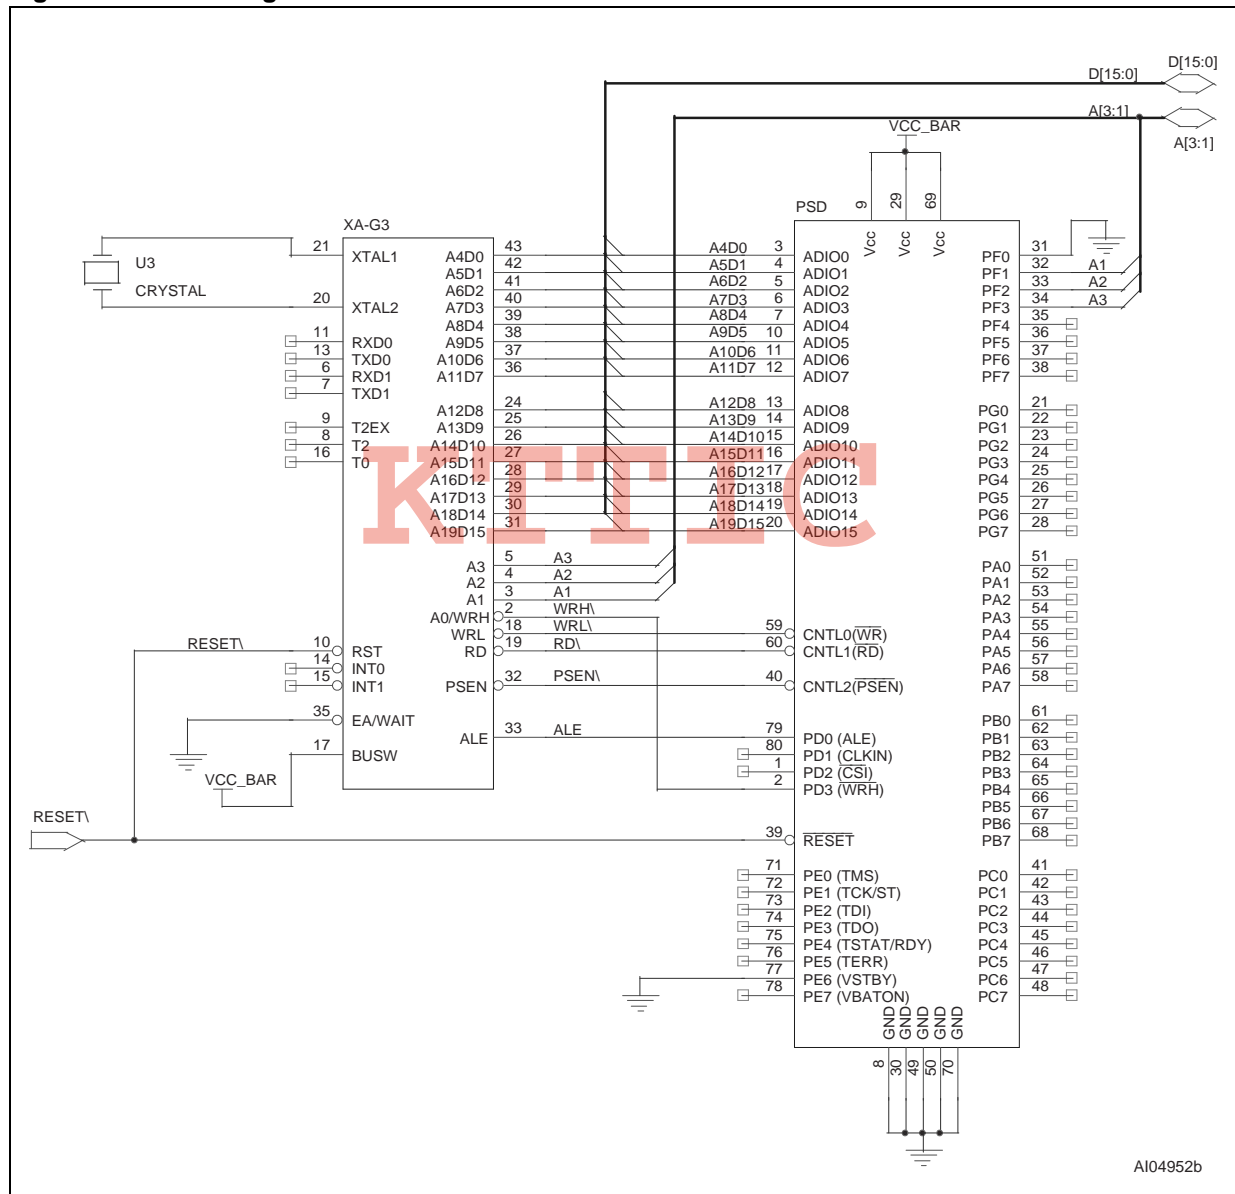 D[15:0]
D[15:0]
A[3:1]
A[3:1]
VCC_BAR
9
29
69
PSD
Vcc
Vcc
Vcc
XA-G3
U3
CRYSTAL
21 XTAL1
20 XTAL2
11 RXD0
13 TXD0
6 RXD1
7 TXD1
9 T2EX
8 T2
16 T0
RESET\ 10 RST
14 INT0
15 INT1
35 EA/WAIT
17 BUSW
VCC_BAR
RESET\
A4D0 43
A5D1 42
A6D2 41
A7D3 40
A8D4 39
A9D5 38
A10D6 37
A11D7 36
A12D8 24
A13D9 25
A14D10 26
A15D11 27
A16D12 28
A17D13 29
A18D14 30
A19D15 31
A3 5 A3
A2 4 A2
A1 3 A1
A0/WRH 2 WRH\
WRL 18 WRL\
RD 19 RD\
PSEN 32 PSEN\
ALE 33 ALE
KTTIC
A4D0 3 ADIO0
A5D1 4 ADIO1
A6D2 5 ADIO2
A7D3 6 ADIO3
A8D4 7 ADIO4
A9D5 10 ADIO5
A10D6 11 ADIO6
A11D7 12 ADIO7
A12D8 13 ADIO8
A13D9 14 ADIO9
A14D10 15 ADIO10
A15D11 16 ADIO11
A16D12 17 ADIO12
A17D13 18 ADIO13
A18D14 19 ADIO14
A19D15 20 ADIO15
59 CNTL0(WR)
60 CNTL1(RD)
40 CNTL2(PSEN)
79 PD0 (ALE)
80 PD1 (CLKIN)
1 PD2 (CSI)
2 PD3 (WRH)
39 RESET
71 PE0 (TMS)
72 PE1 (TCK/ST)
73 PE2 (TDI)
74 PE3 (TDO)
75 PE4 (TSTAT/RDY)
76 PE5 (TERR)
77 PE6 (VSTBY)
78 PE7 (VBATON)
PF0 31
PF1 32 A1
PF2 33 A2
PF3 34 A3
PF4 35
PF5 36
PF6 37
PF7 38
PG0 21
PG1 22
PG2 23
PG3 24
PG4 25
PG5 26
PG6 27
PG7 28
PA0 51
PA1 52
PA2 53
PA3 54
PA4 55
PA5 56
PA6 57
PA7 58
PB0 61
PB1 62
PB2 63
PB3 64
PB4 65
PB5 66
PB6 67
PB7 68
PC0 41
PC1 42
PC2 43
PC3 44
PC4 45
PC5 46
PC6 47
PC7 48
GND
GND
GND
GND
GND
8
30
49
50
70
AI04952b